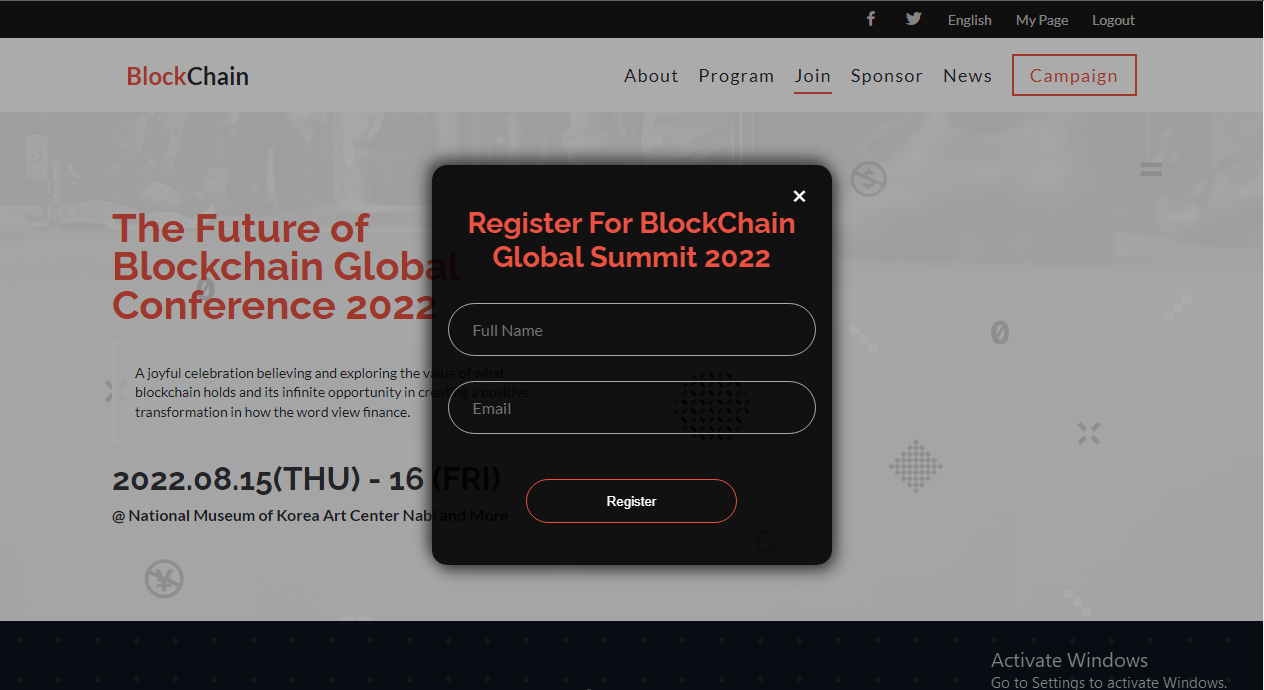 English My Page Logout
BlockChain
About Program Join Sponsor News Campaign
The Future of
Blockchain Global
Conference 2022
A joyful celebration believing and exploring the value of what
blockchain holds and its infinite opportunity in creating a positive
transformation in how the word view finance.
2022.08.15(THU) - 16 (FRI)
@ National Museum of Korea Art Center Nabi and More
×
Register For BlockChain
Global Summit 2022
Full Name
Email
Register
Activate Windows
Go to Settings to activate Windows.